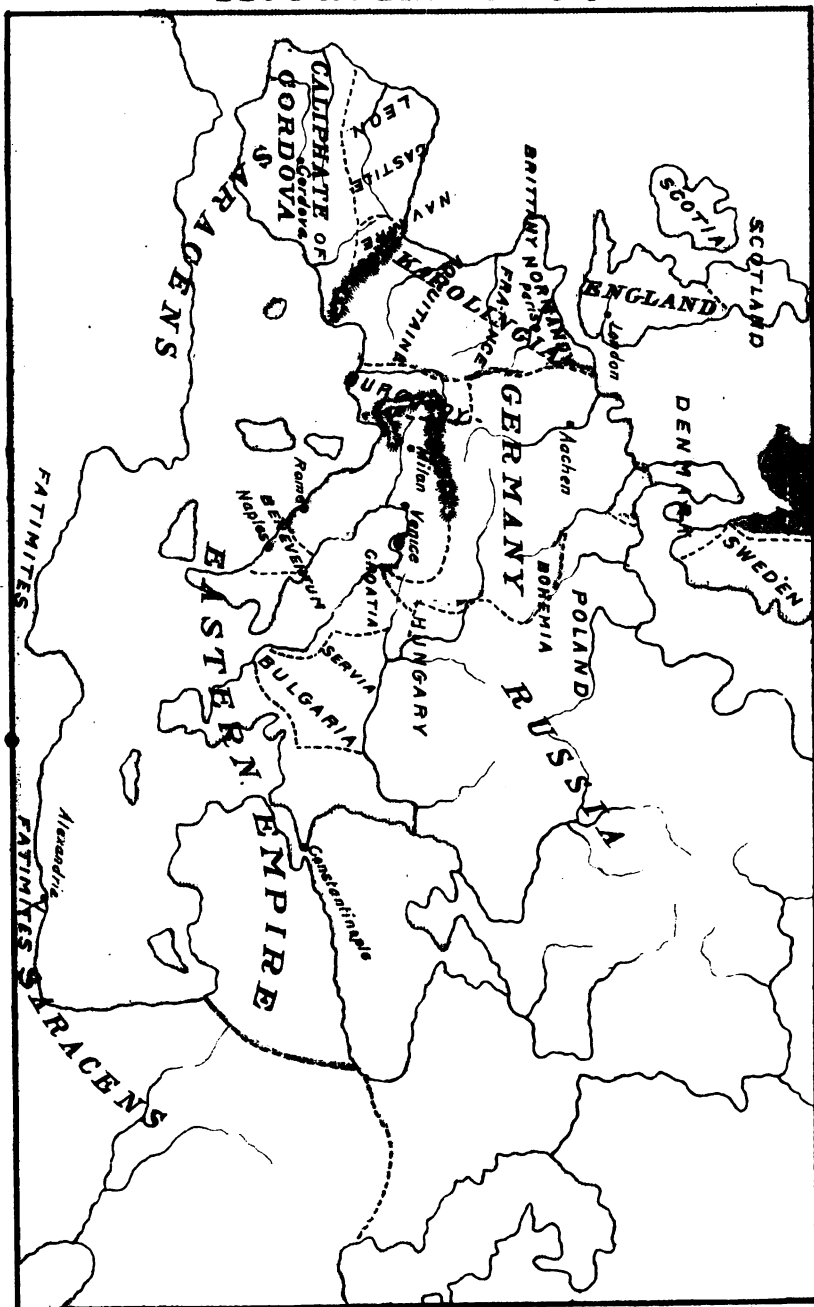 SCOTLAND
SCOTIA
ENGLAND
London
DENMARK
SWEDEN
BRITTANY
NORMANDY
Paris
FRANCE
KAROLINGIA
AQUITAINE
GERMANY
Aachen
BOHEMIA
POLAND
RUSSIA
LEON
CASTILE
NAVARRE
CALIPHATE OF
CORDOVA
Cordova
SARACENS
BURGUNDY
Milan
Venice
CROATIA
HUNGARY
SERVIA
BULGARIA
Rome
BENEVENTUM
Naples
EASTERN EMPIRE
Constantinople
FATIMITES
Alexandria
FATIMITES
SARACENS